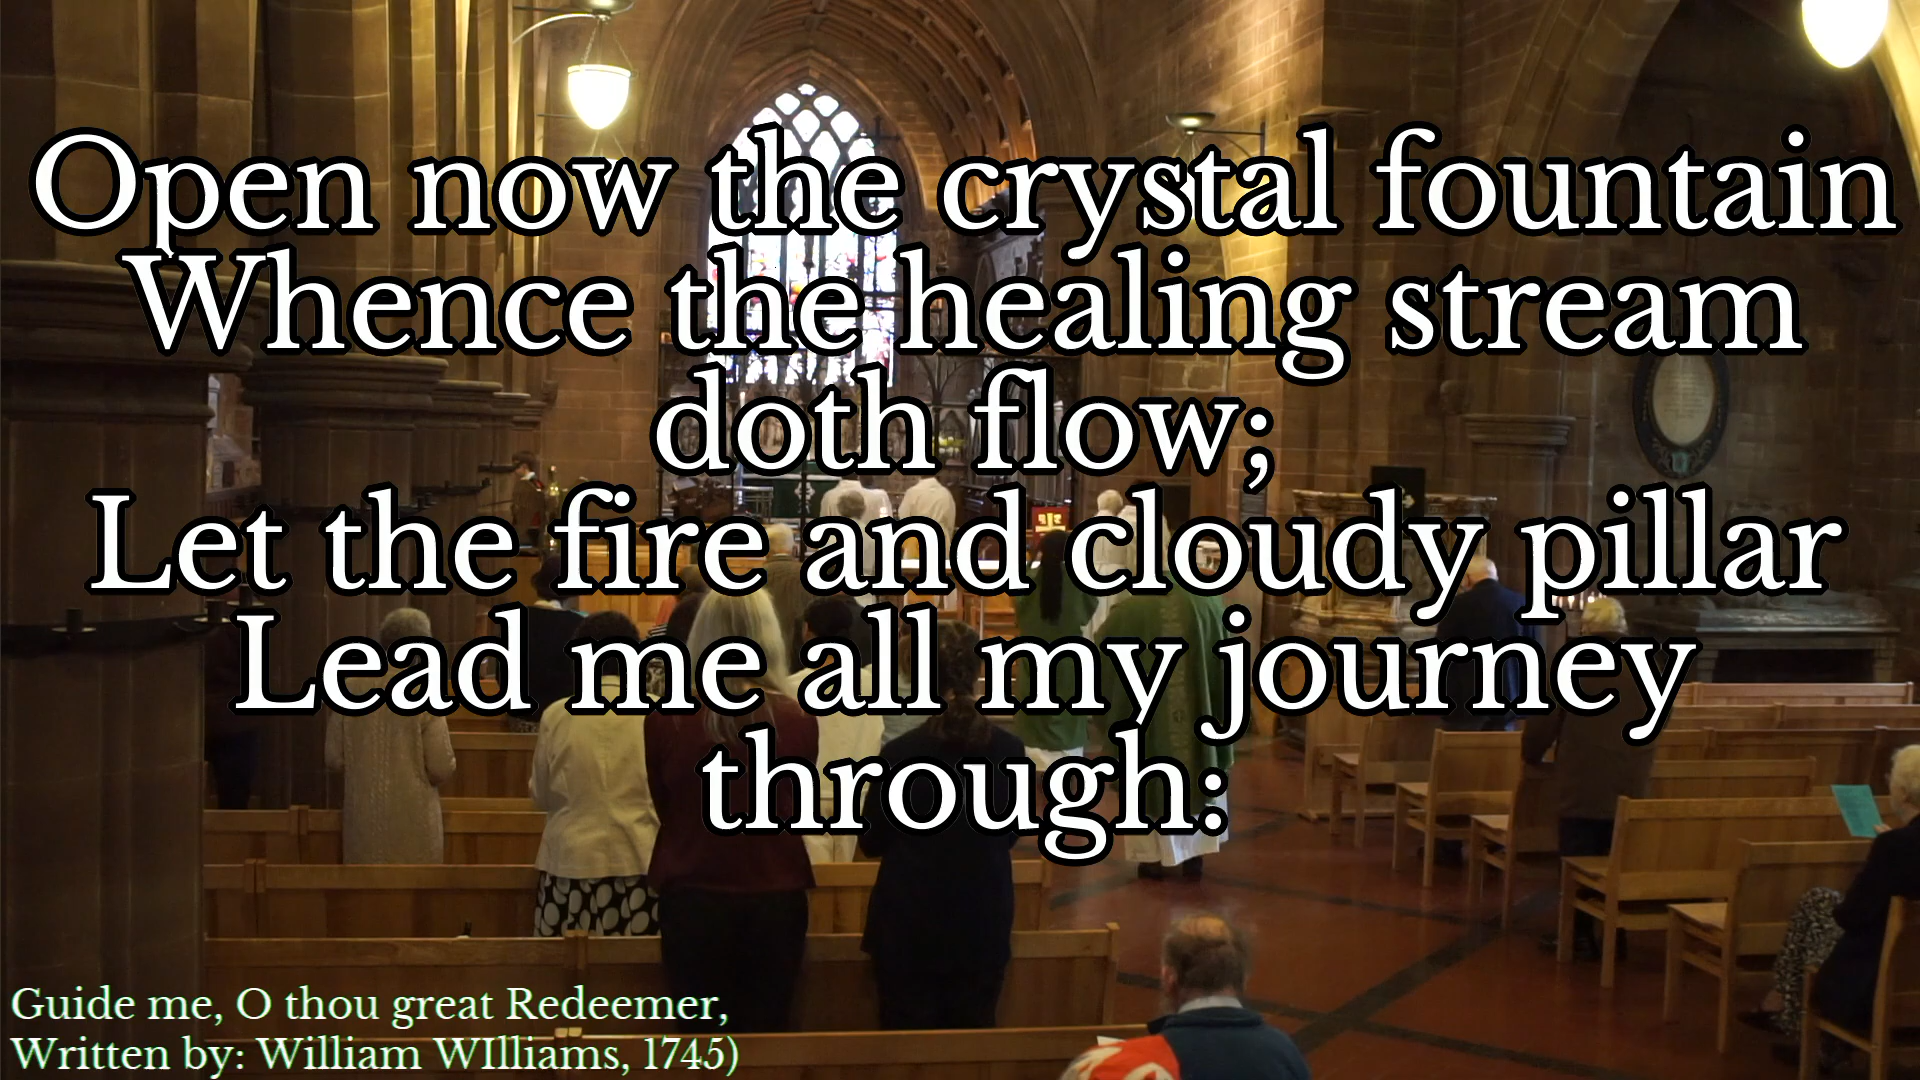 Open now the crystal fountain
Whence the healing stream
doth flow;
Let the fire and cloudy pillar
Lead me all my journey
through:
Guide me, O thou great Redeemer,
Written by: William WIlliams, 1745)